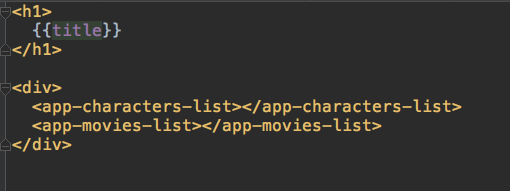 <h1>
  {{title}}
</h1>

<div>
  <app-characters-list></app-characters-list>
  <app-movies-list></app-movies-list>
</div>